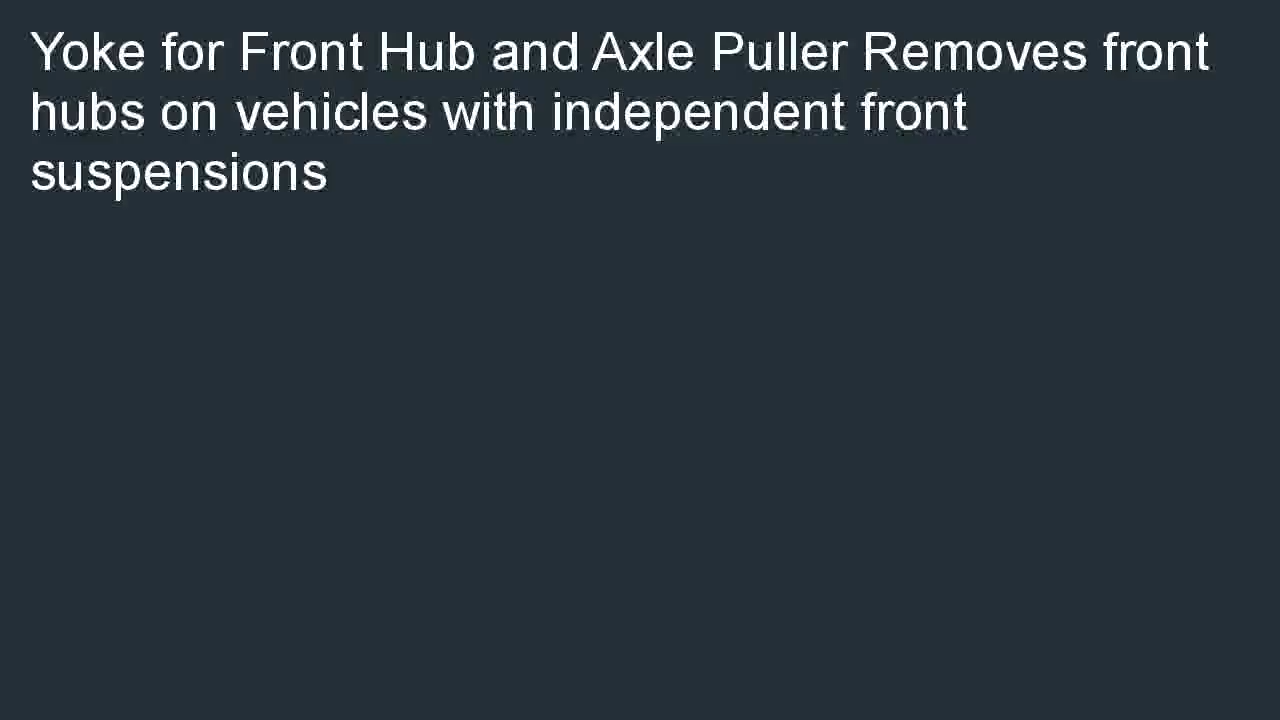 Yoke for Front Hub and Axle Puller Removes front
hubs on vehicles with independent front
suspensions